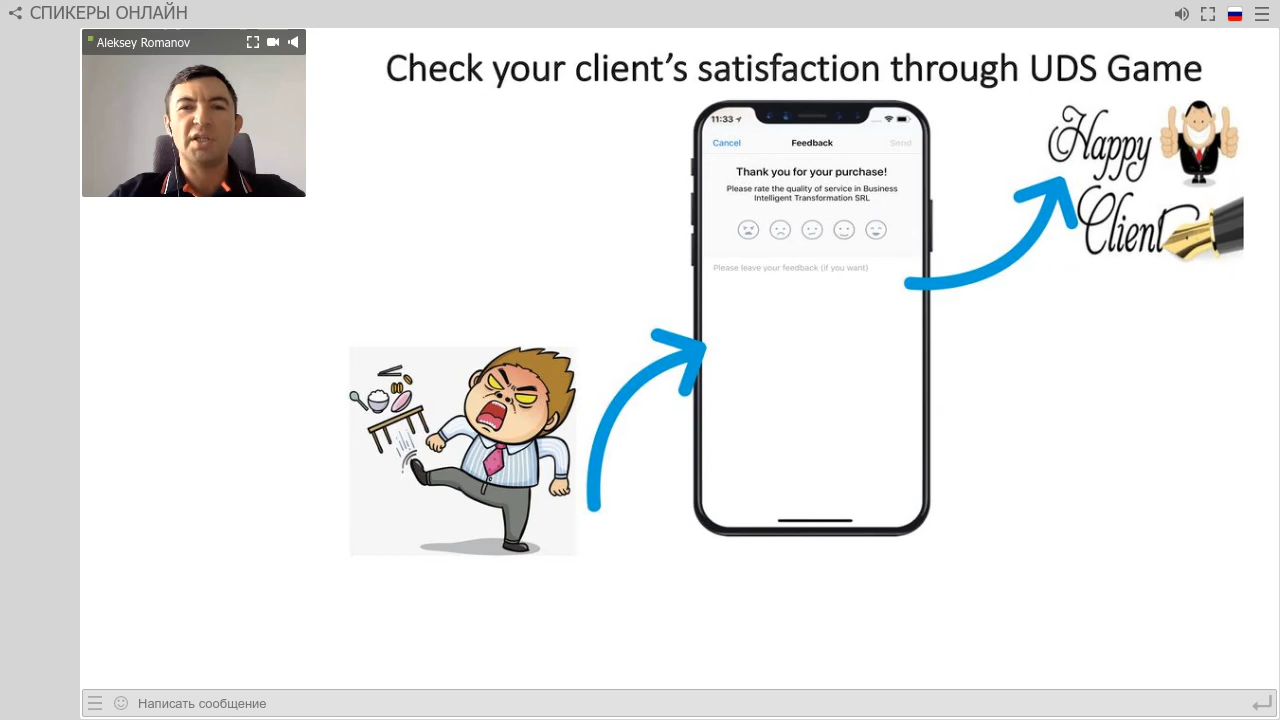 СПИКЕРЫ ОНЛАЙН
Aleksey Romanov
Check your client’s satisfaction through UDS Game
11:33
Cancel
Feedback
Send
Thank you for your purchase!
Please rate the quality of service in Business
Intelligent Transformation SRL
Please leave your feedback (if you want)
Happy
Client
Написать сообщение